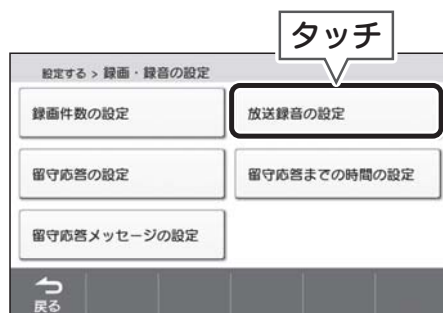 タッチ
設定する > 録画・録音の設定
録画件数の設定
放送録音の設定
留守応答の設定
留守応答までの時間の設定
留守応答メッセージの設定
戻る